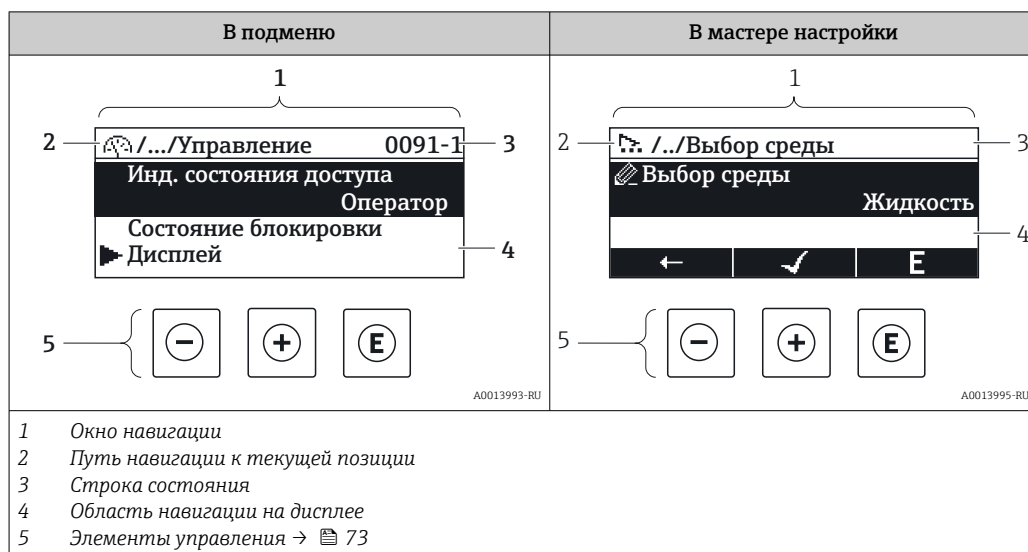 В подменю
1
2
/.../Управление 0091-1
3
Инд. состояния доступа
Оператор
Состояние блокировки
Дисплей
4
5
− + E
A0013993-RU
В мастере настройки
1
2
/../Выбор среды
3
Выбор среды
Жидкость
4
← ✓ E
5
− + E
A0013995-RU
1 Окно навигации
2 Путь навигации к текущей позиции
3 Строка состояния
4 Область навигации на дисплее
5 Элементы управления → 73